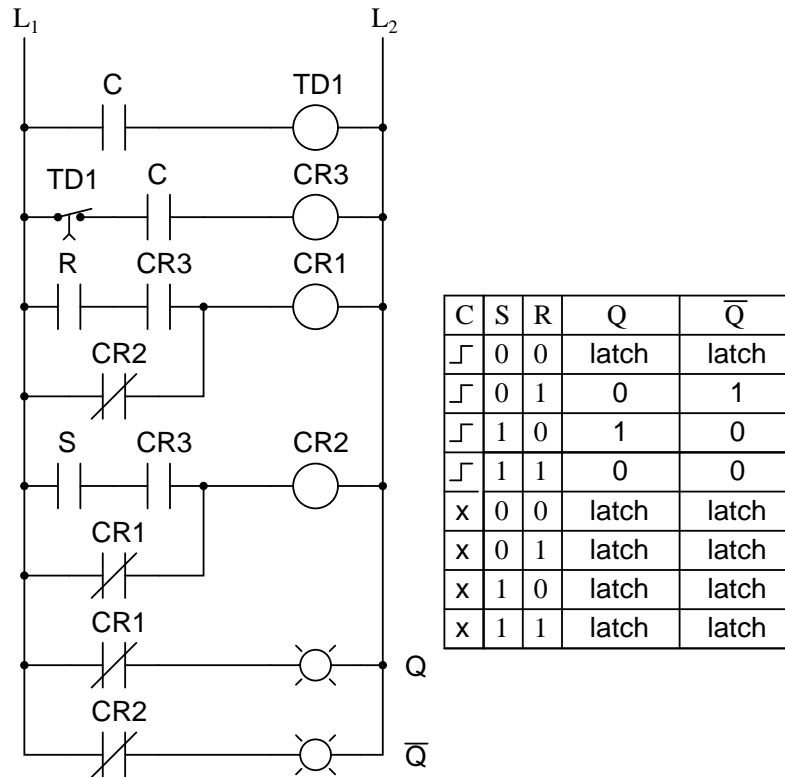 L₁ L₂
C TD1
TD1 C CR3
R CR3 CR1
CR2
S CR3 CR2
CR1
CR1
Q
CR2
Q̅
C S R Q Q̅
0 0 latch latch
0 1 0 1
1 0 1 0
1 1 0 0
x 0 0 latch latch
x 0 1 latch latch
x 1 0 latch latch
x 1 1 latch latch